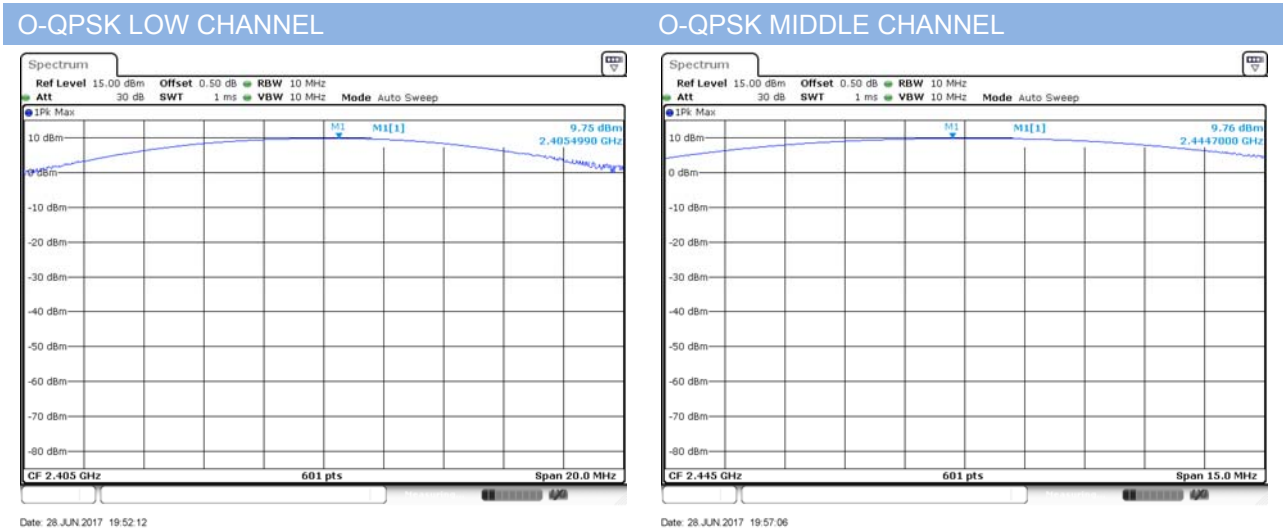 O-QPSK LOW CHANNEL
Spectrum
Ref Level 15.00 dBm Offset 0.50 dB RBW 10 MHz
Att 30 dB SWT 1 ms VBW 10 MHz Mode Auto Sweep
1Pk Max
M1 M1[1] 9.75 dBm
10 dBm 2.4054990 GHz
0 dBm
-10 dBm
-20 dBm
-30 dBm
-40 dBm
-50 dBm
-60 dBm
-70 dBm
-80 dBm
CF 2.405 GHz 601 pts Span 20.0 MHz
Date: 28.JUN.2017 19:52:12
O-QPSK MIDDLE CHANNEL
Spectrum
Ref Level 15.00 dBm Offset 0.50 dB RBW 10 MHz
Att 30 dB SWT 1 ms VBW 10 MHz Mode Auto Sweep
1Pk Max
M1 M1[1] 9.76 dBm
10 dBm 2.4447000 GHz
0 dBm
-10 dBm
-20 dBm
-30 dBm
-40 dBm
-50 dBm
-60 dBm
-70 dBm
-80 dBm
CF 2.445 GHz 601 pts Span 15.0 MHz
Date: 28.JUN.2017 19:57:06